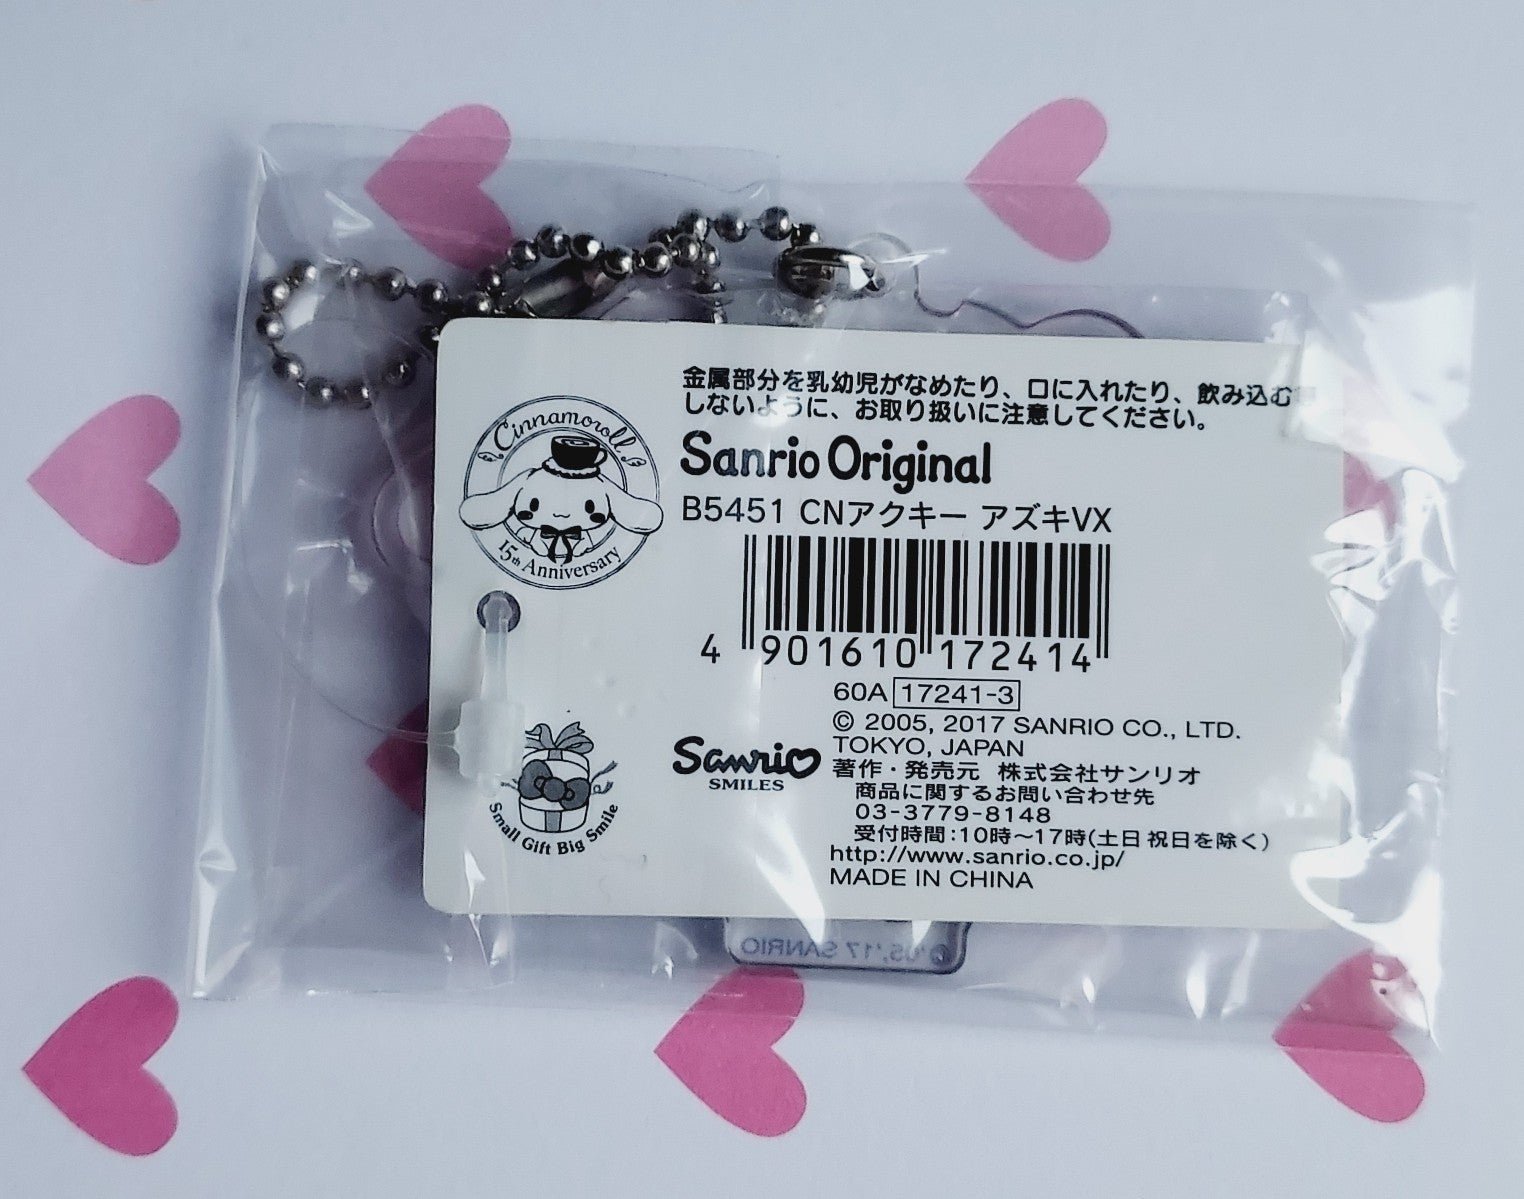 金属部分を乳幼児がなめたり、口に入れたり、飲み込む事
しないように、お取り扱いに注意してください。
Cinnamoroll
15th Anniversary
Sanrio Original
B5451 CNアクキー アズキVX
4 901610 172414
60A 17241-3
© 2005, 2017 SANRIO CO., LTD.
TOKYO, JAPAN
Sanrio
SMILES
著作・発売元 株式会社サンリオ
商品に関するお問い合わせ先
03-3779-8148
受付時間:10時〜17時(土日祝日を除く)
http://www.sanrio.co.jp/
MADE IN CHINA
Small Gift Big Smile
©'05,'17 SANRIO